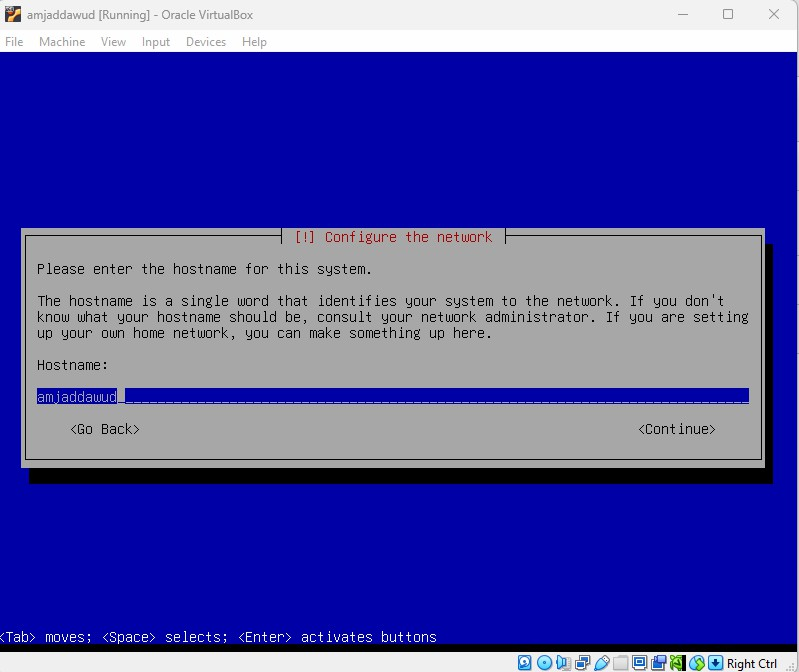 amjaddawud [Running] - Oracle VirtualBox
File Machine View Input Devices Help
[!] Configure the network
Please enter the hostname for this system.
The hostname is a single word that identifies your system to the network. If you don't
know what your hostname should be, consult your network administrator. If you are setting
up your own home network, you can make something up here.
Hostname:
amjaddawud
<Go Back> <Continue>
<Tab> moves; <Space> selects; <Enter> activates buttons
Right Ctrl